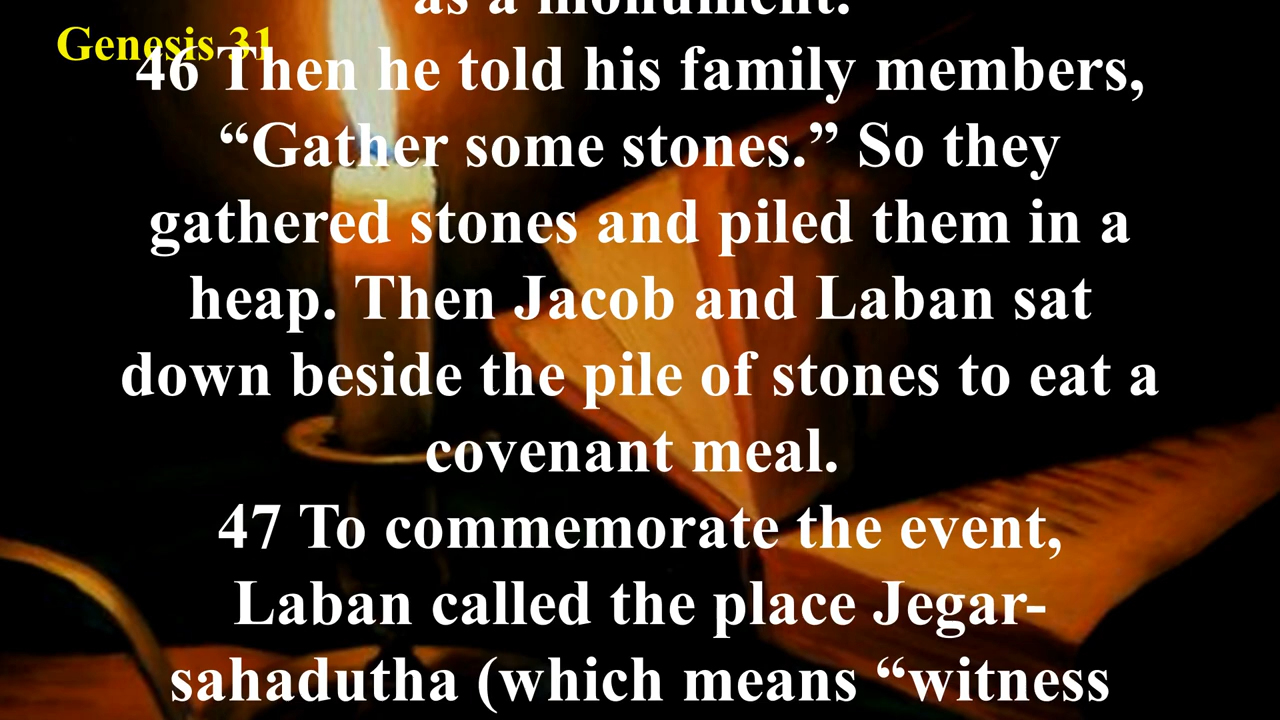 as a monument.
Genesis 31
46 Then he told his family members,
“Gather some stones.” So they
gathered stones and piled them in a
heap. Then Jacob and Laban sat
down beside the pile of stones to eat a
covenant meal.
47 To commemorate the event,
Laban called the place Jegar-
sahadutha (which means “witness